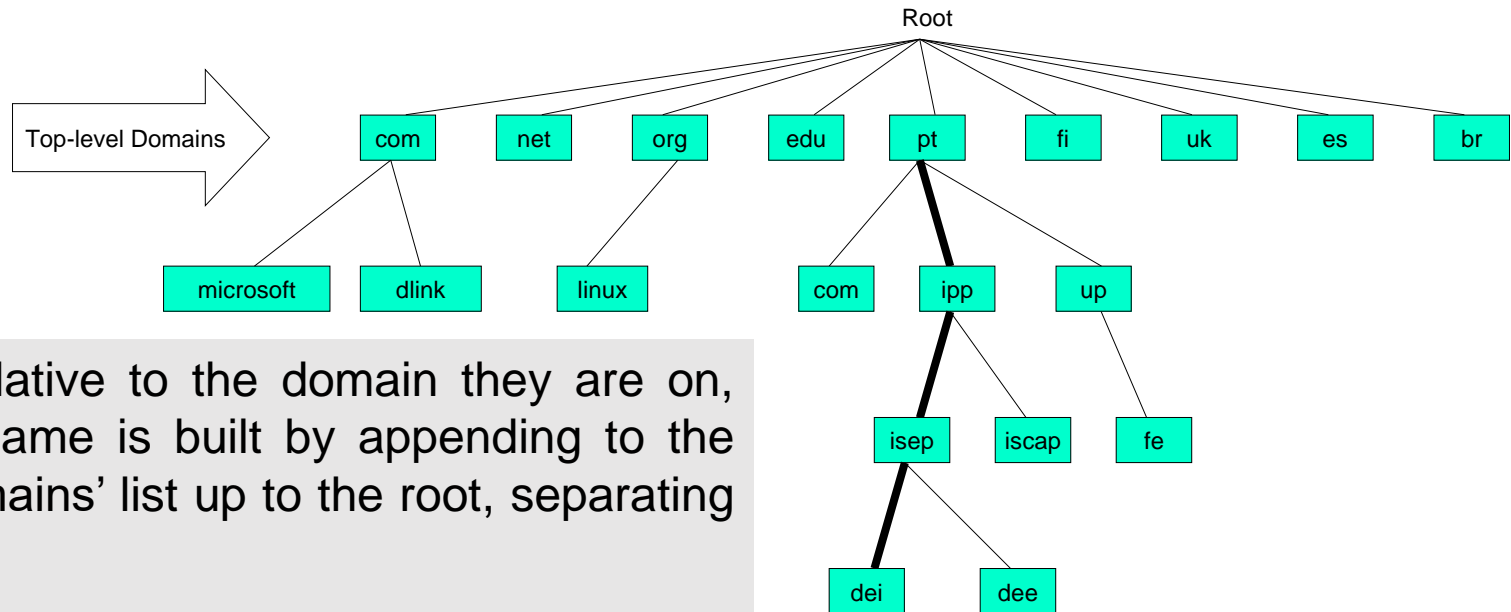 Root
Top-level Domains
com net org edu pt fi uk es br
microsoft dlink linux com ipp up
lative to the domain they are on,
ame is built by appending to the
mains’ list up to the root, separating
isep iscap fe
dei dee